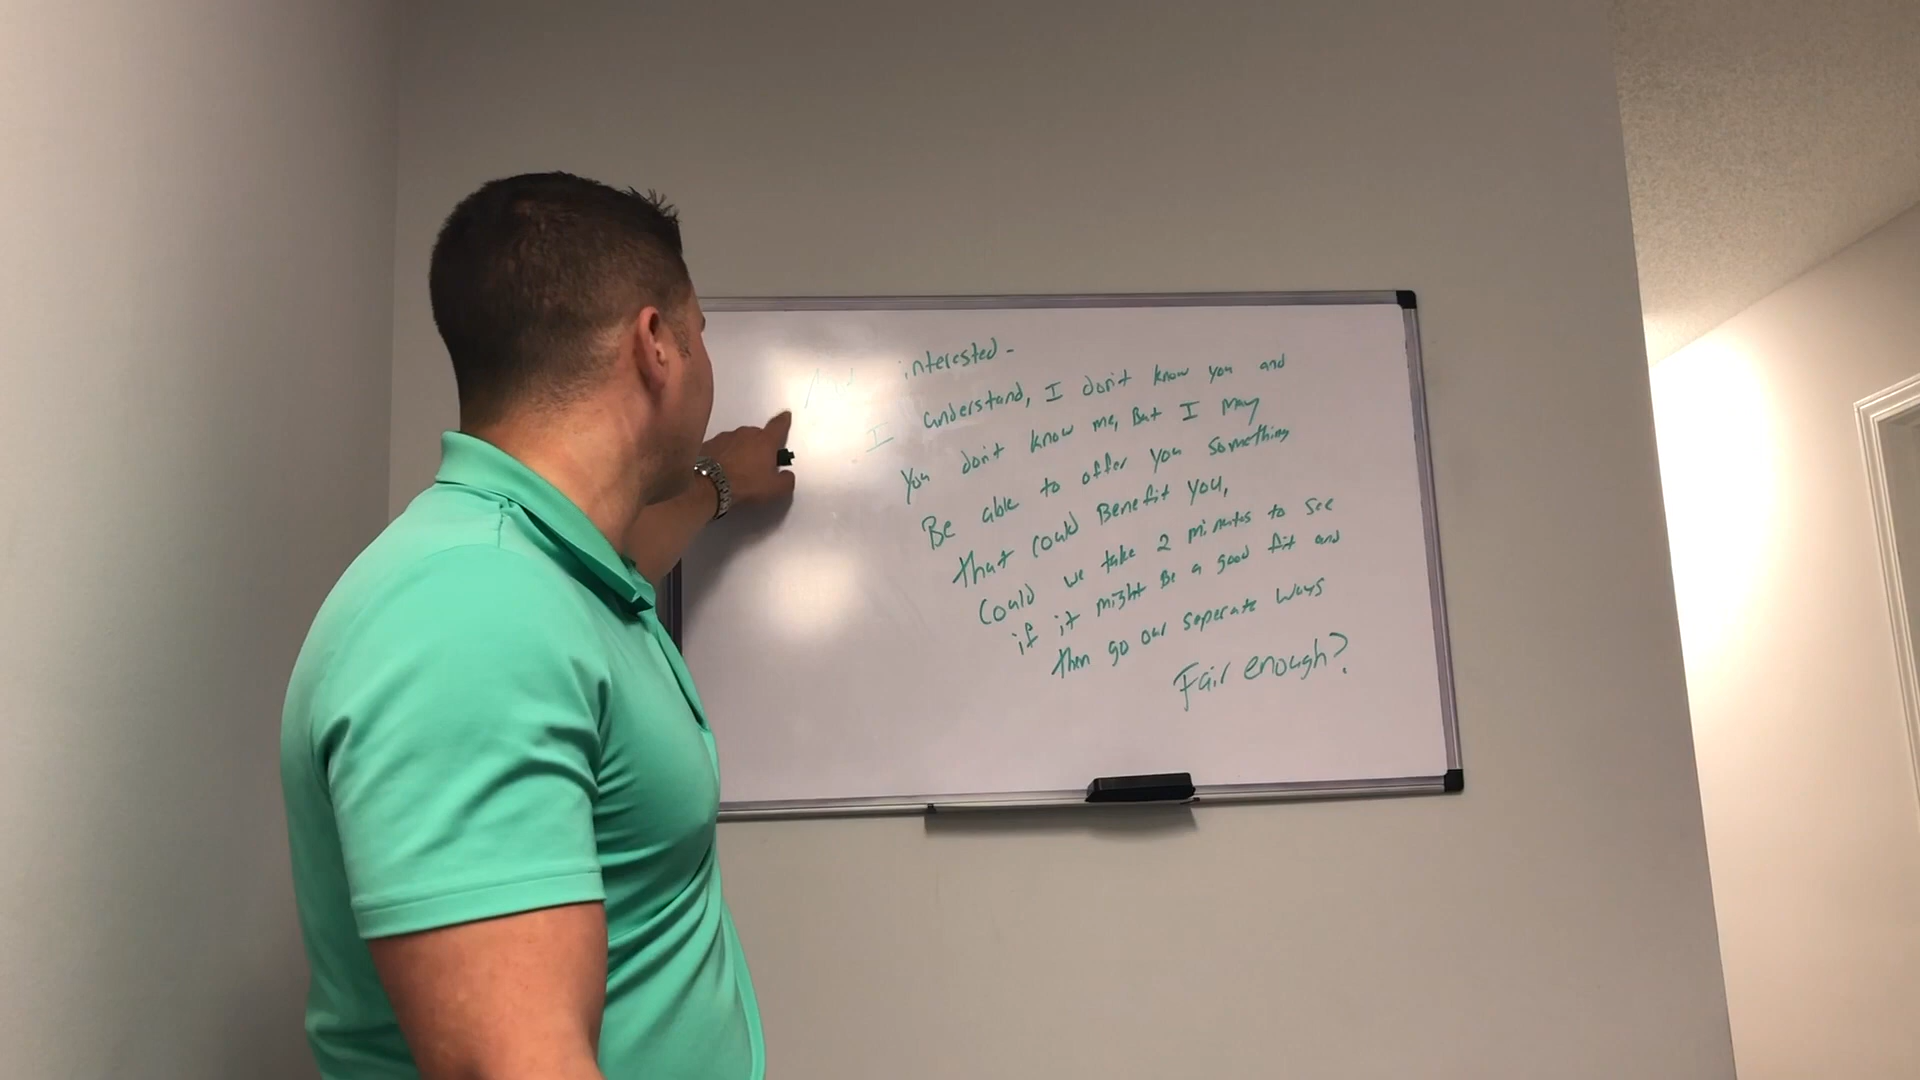 interested -
I understand, I don't know you and
you don't know me, But I may
Be able to offer you something
that could Benefit you,
Could we take 2 minutes to see
if it might Be a good fit and
then go our seperate ways
Fair enough?